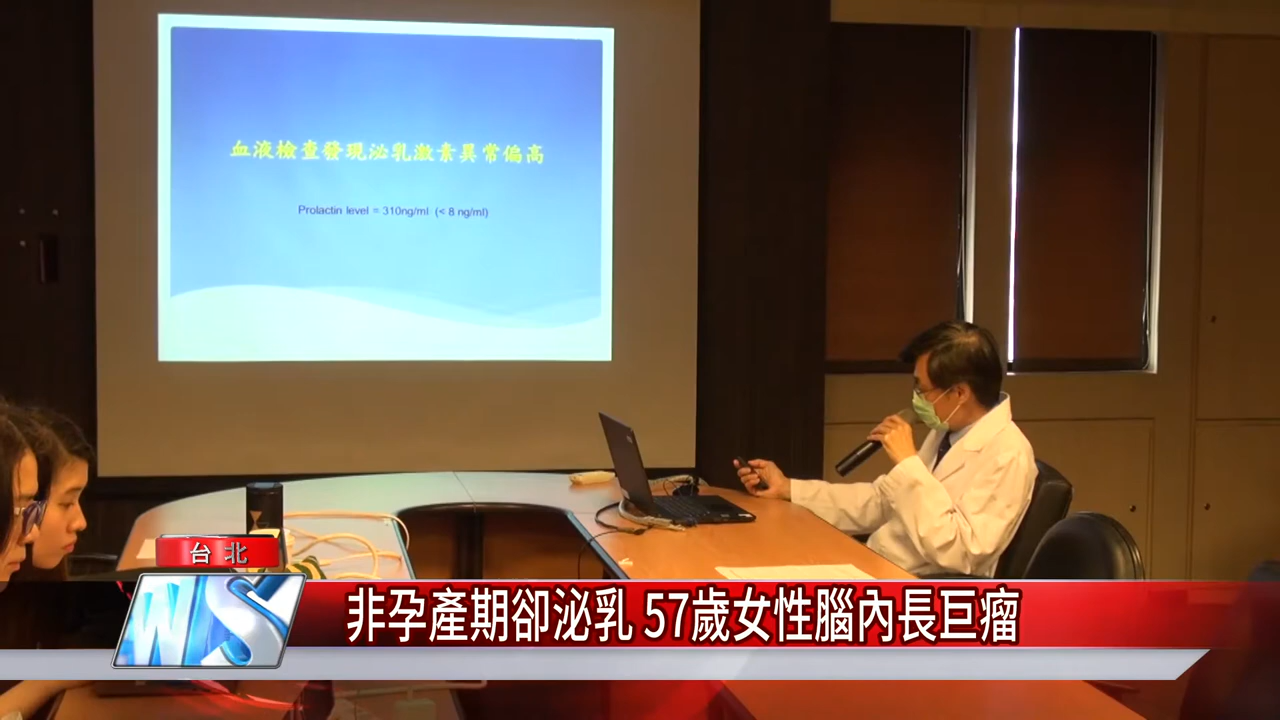 血液檢查發現泌乳激素異常偏高
Prolactin level = 310ng/ml (< 8 ng/ml)
台北
WS
非孕產期卻泌乳 57歲女性腦內長巨瘤